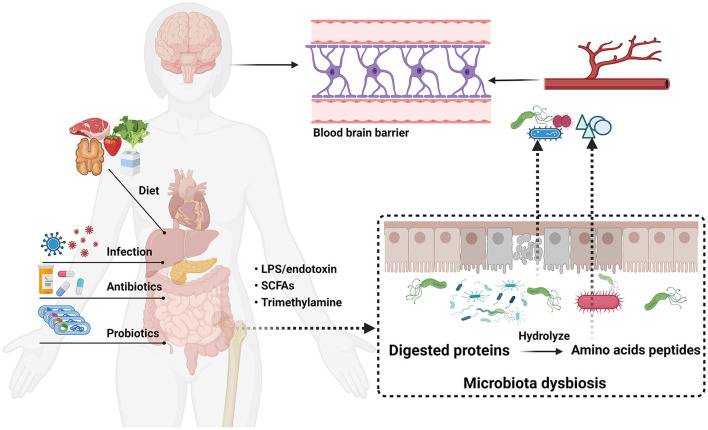 Blood brain barrier
Diet
Infection
Antibiotics
Probiotics
• LPS/endotoxin
• SCFAs
• Trimethylamine
Hydrolyze
Digested proteins
Amino acids peptides
Microbiota dysbiosis